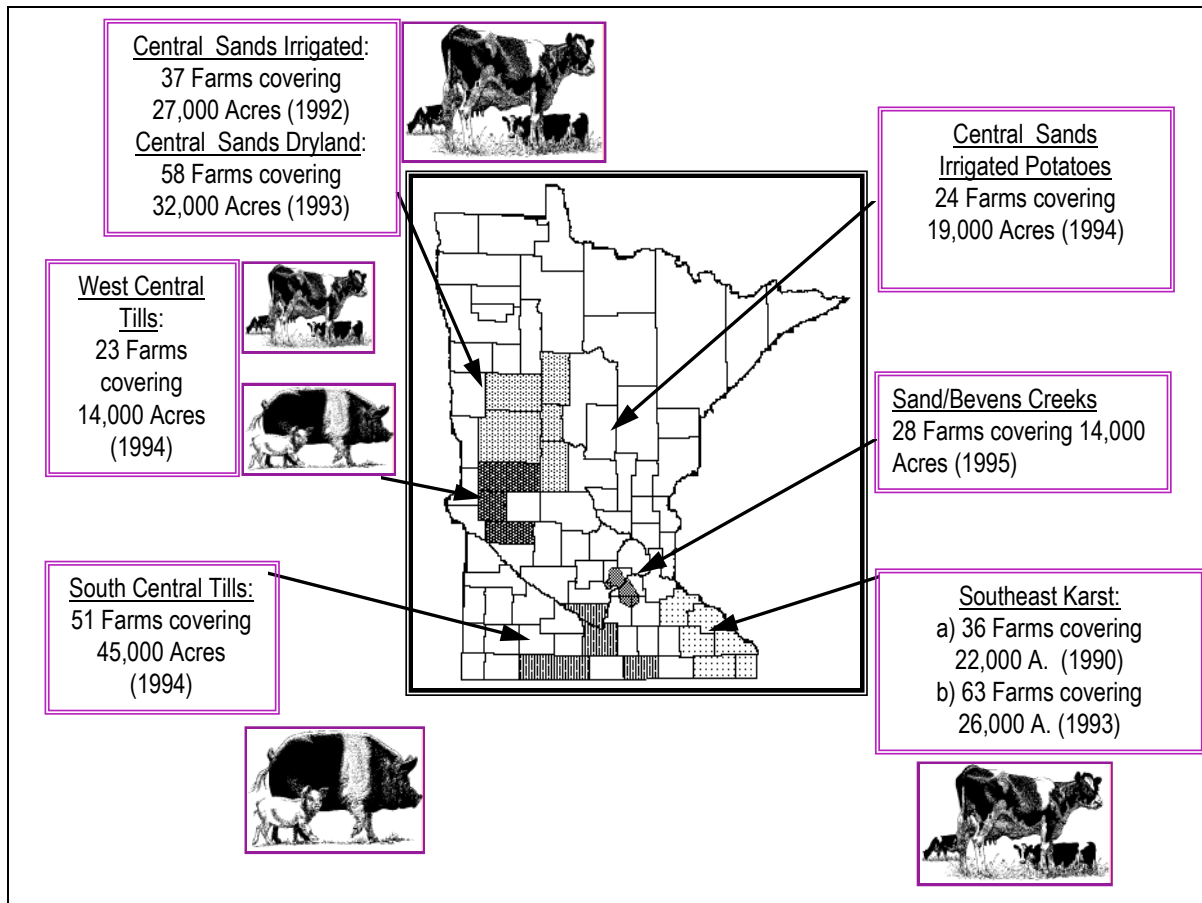 Central Sands Irrigated:
37 Farms covering
27,000 Acres (1992)
Central Sands Dryland:
58 Farms covering
32,000 Acres (1993)
Central Sands
Irrigated Potatoes
24 Farms covering
19,000 Acres (1994)
West Central
Tills:
23 Farms
covering
14,000 Acres
(1994)
Sand/Bevens Creeks
28 Farms covering 14,000
Acres (1995)
South Central Tills:
51 Farms covering
45,000 Acres
(1994)
Southeast Karst:
a) 36 Farms covering
22,000 A. (1990)
b) 63 Farms covering
26,000 A. (1993)